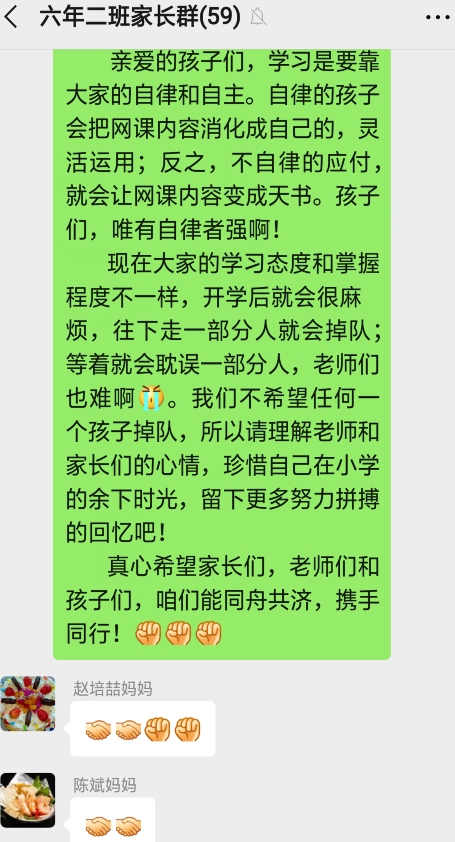 六年二班家长群(59)
亲爱的孩子们，学习是要靠
大家的自律和自主。自律的孩子
会把网课内容消化成自己的，灵
活运用；反之，不自律的应付，
就会让网课内容变成天书。孩子
们，唯有自律者强啊！
现在大家的学习态度和掌握
程度不一样，开学后就会很麻
烦，往下走一部分人就会掉队；
等着就会耽误一部分人，老师们
也难啊😭。我们不希望任何一
个孩子掉队，所以请理解老师和
家长们的心情，珍惜自己在小学
的余下时光，留下更多努力拼搏
的回忆吧！
真心希望家长们，老师们和
孩子们，咱们能同舟共济，携手
同行！✊✊✊
赵培喆妈妈
🤝🤝✊✊
陈斌妈妈
🤝🤝